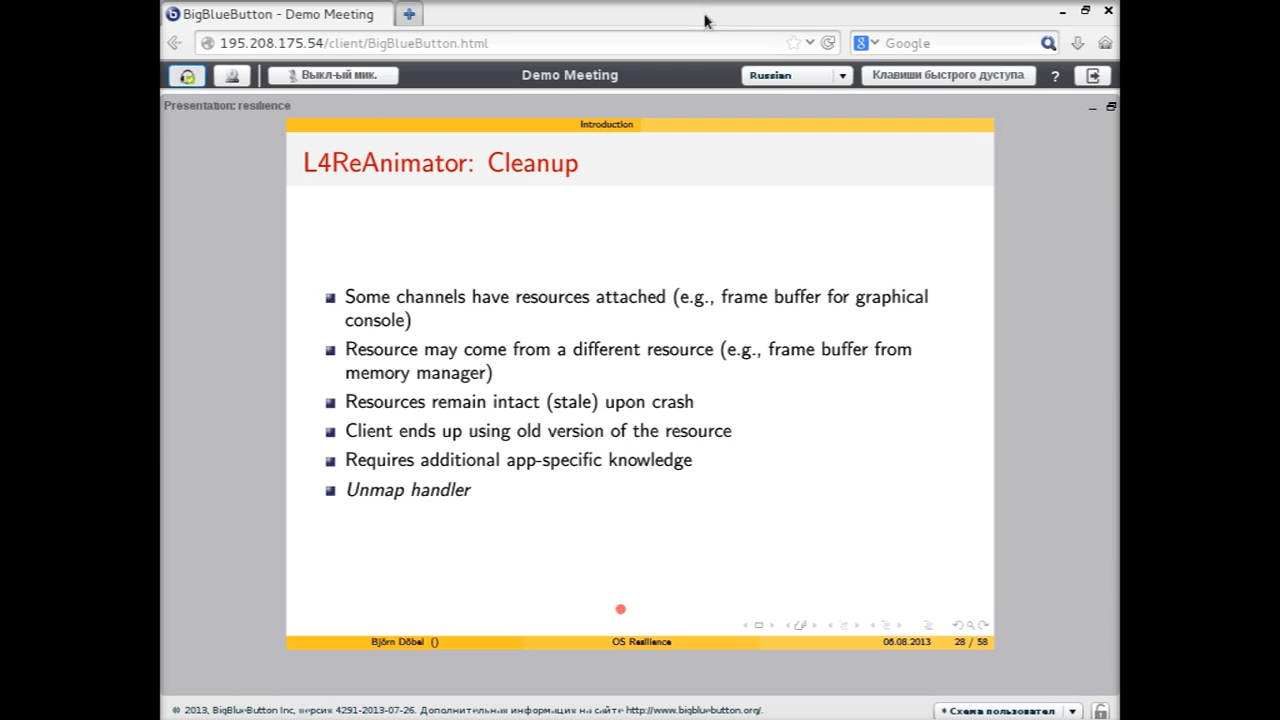 BigBlueButton - Demo Meeting
195.208.175.54/client/BigBlueButton.html
Google
Выкл-ый мик.
Demo Meeting
Russian
Клавиши быстрого доступа
?
Presentation: resilience
Introduction
L4ReAnimator: Cleanup
Some channels have resources attached (e.g., frame buffer for graphical
console)
Resource may come from a different resource (e.g., frame buffer from
memory manager)
Resources remain intact (stale) upon crash
Client ends up using old version of the resource
Requires additional app-specific knowledge
Unmap handler
Björn Döbel ()
OS Resilience
06.08.2013
28 / 58
© 2013, BigBlueButton Inc, версия 4291-2013-07-26. Дополнительная информация на сайте http://www.bigbluebutton.org/.
* Схема пользовател